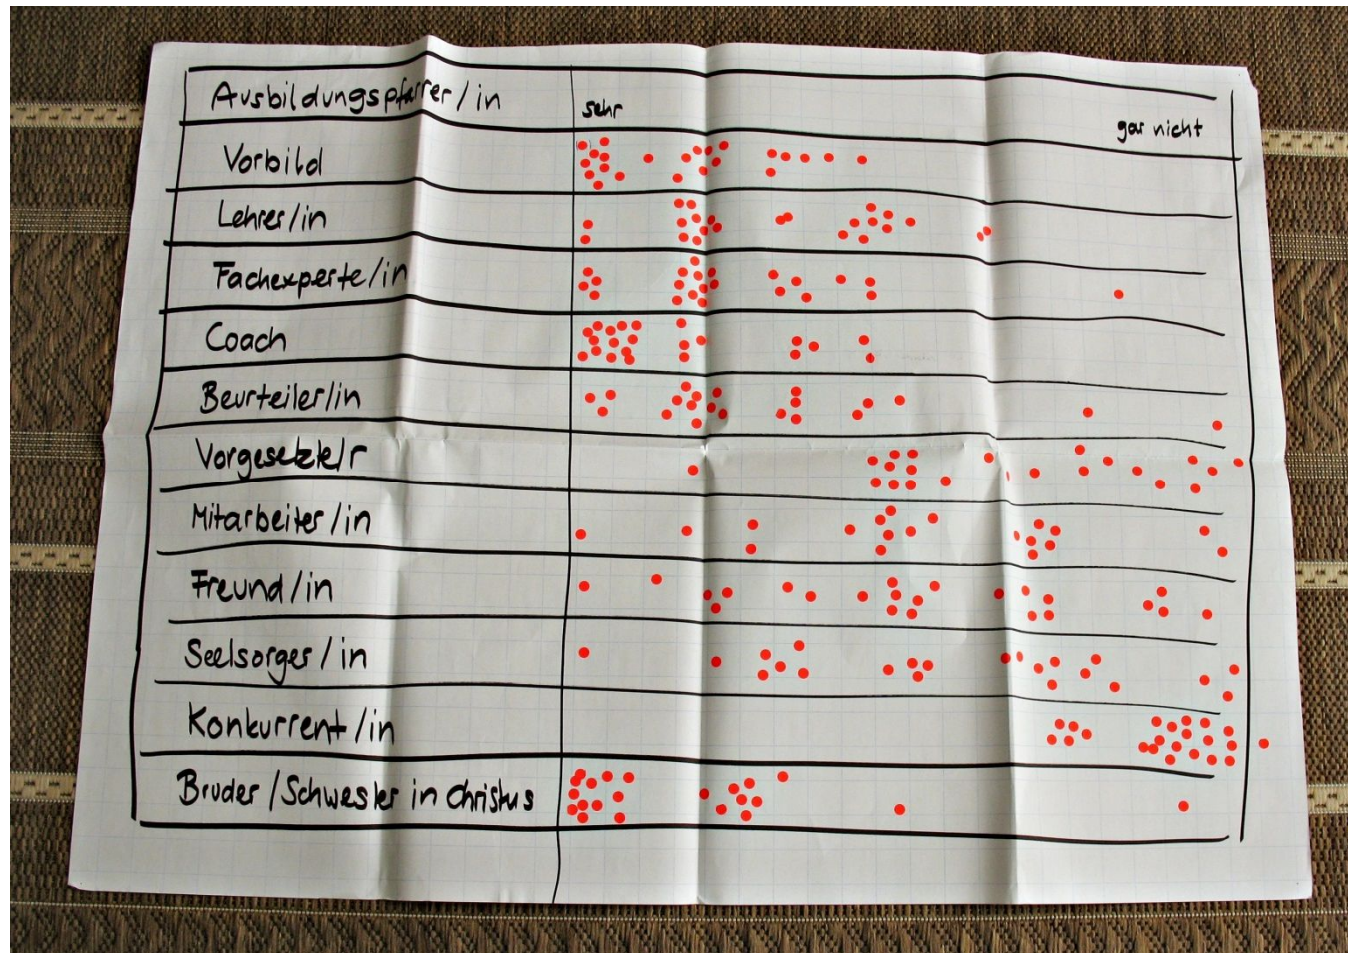 Ausbildungspfarrer/in
sehr
gar nicht
Vorbild
Lehrer/in
Fachexperte/in
Coach
Beurteiler/in
Vorgesetzte/r
Mitarbeiter/in
Freund/in
Seelsorger/in
Konkurrent/in
Bruder/Schwester in Christus